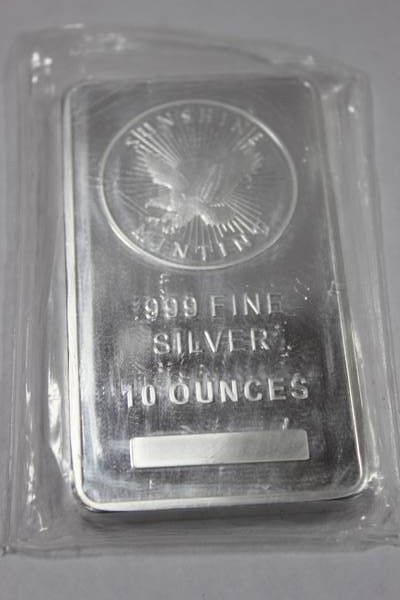 SUNSHINE
MINTING
999 FINE
SILVER
10 OUNCES